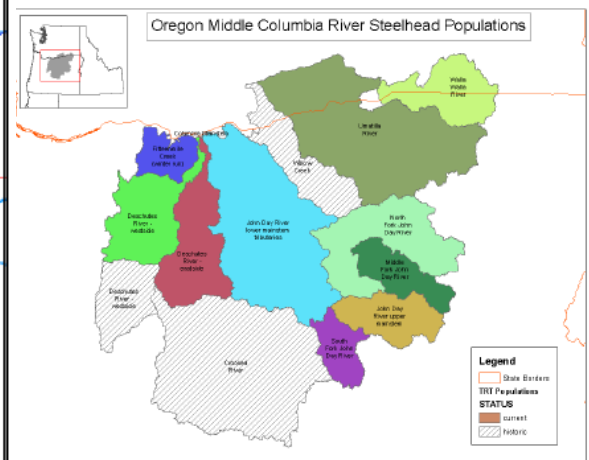 Oregon Middle Columbia River Steelhead Populations
Walla
Walla
River
Umatilla
River
Fifteenmile
Creek
(winter run)
Willow
Creek
Deschutes
River -
westside
John Day River
lower mainstem
tributaries
North
Fork John
Day River
Deschutes
River -
eastside
Middle
Fork John
Day River
Deschutes
River -
westside
John Day
River upper
mainstem
South
Fork John
Day River
Crooked
River
Legend
State Borders
TRT Populations
STATUS
current
historic